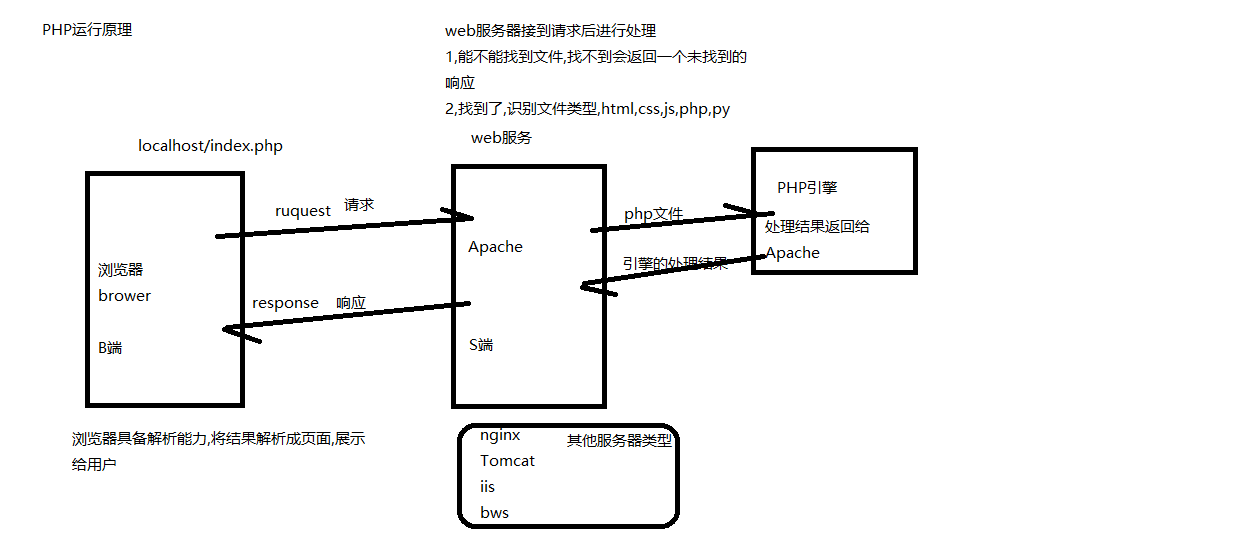 PHP运行原理
web服务器接到请求后进行处理
1,能不能找到文件,找不到会返回一个未找到的
响应
2,找到了,识别文件类型,html,css,js,php,py
web服务
localhost/index.php
ruquest 请求
Apache
php文件
PHP引擎
处理结果返回给
Apache
引擎的处理结果
浏览器
brower
response 响应
B端
S端
浏览器具备解析能力,将结果解析成页面,展示
给用户
nginx
其他服务器类型
Tomcat
iis
bws